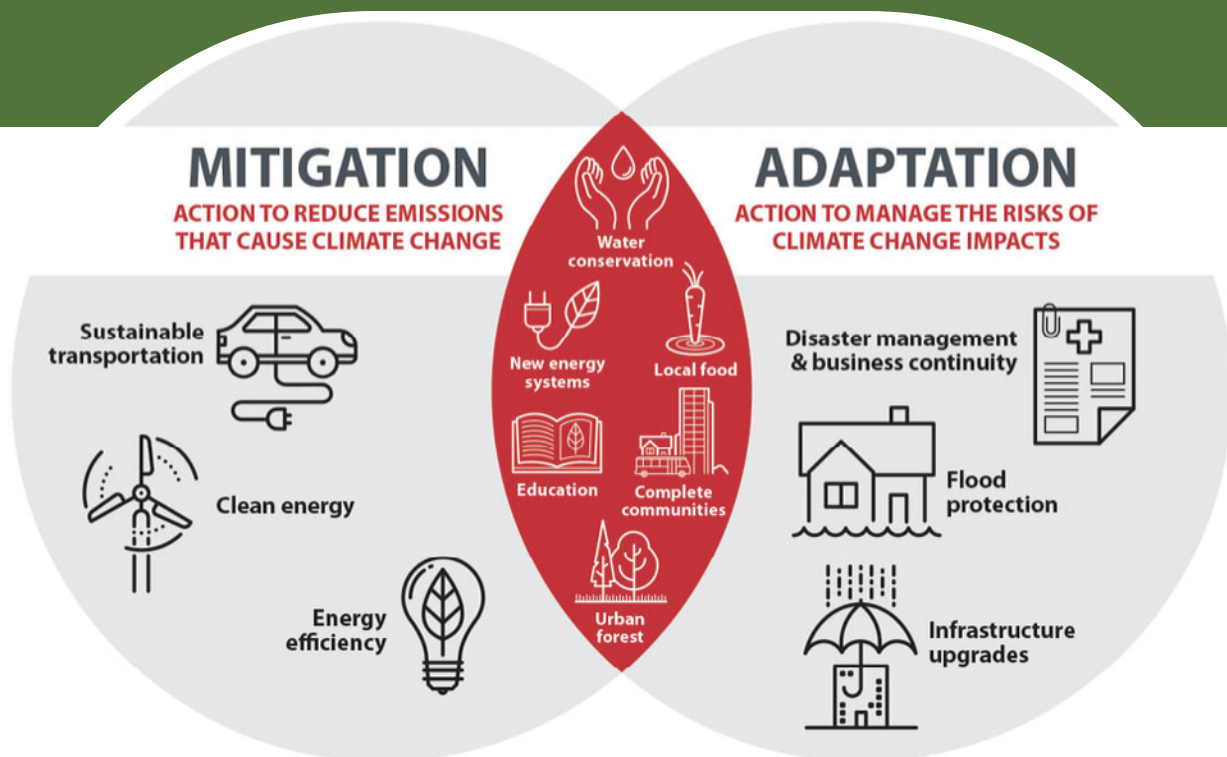 MITIGATION
ACTION TO REDUCE EMISSIONS
THAT CAUSE CLIMATE CHANGE
Sustainable
transportation
Clean energy
Energy
efficiency
Water
conservation
New energy
systems
Local food
Education
Complete
communities
Urban
forest
ADAPTATION
ACTION TO MANAGE THE RISKS OF
CLIMATE CHANGE IMPACTS
Disaster management
& business continuity
Flood
protection
Infrastructure
upgrades